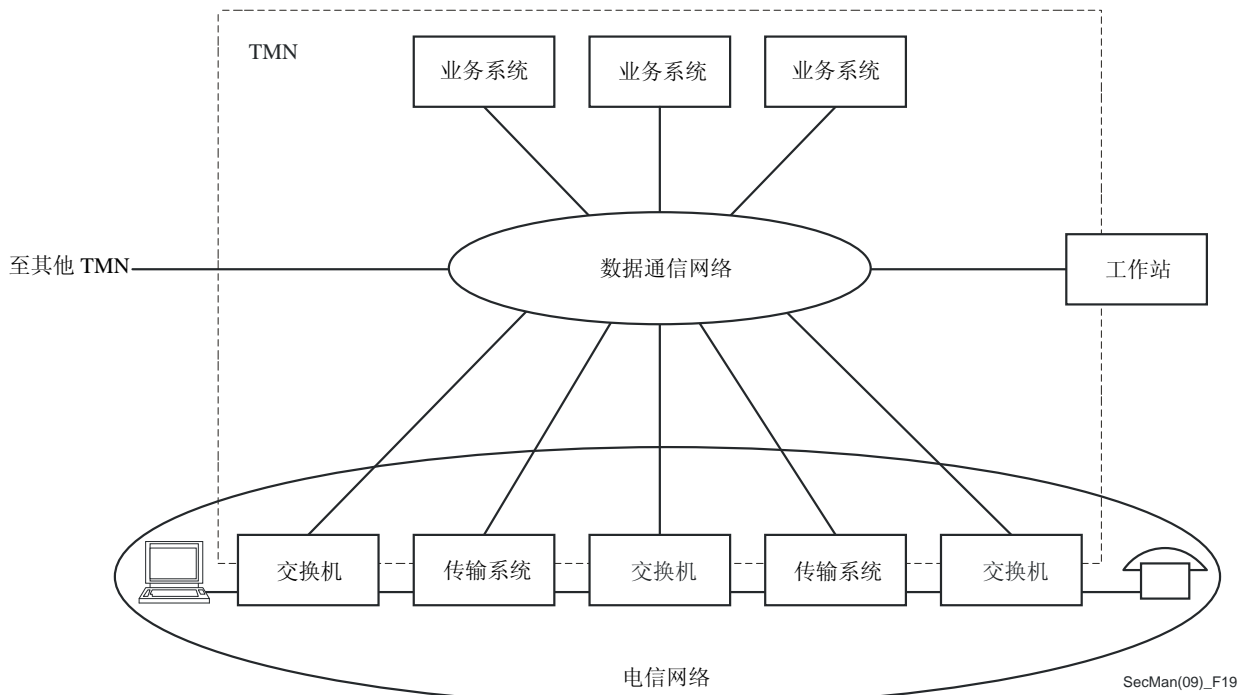 TMN
业务系统
业务系统
业务系统
至其他 TMN
数据通信网络
工作站
交换机
传输系统
交换机
传输系统
交换机
电信网络
SecMan(09)_F19